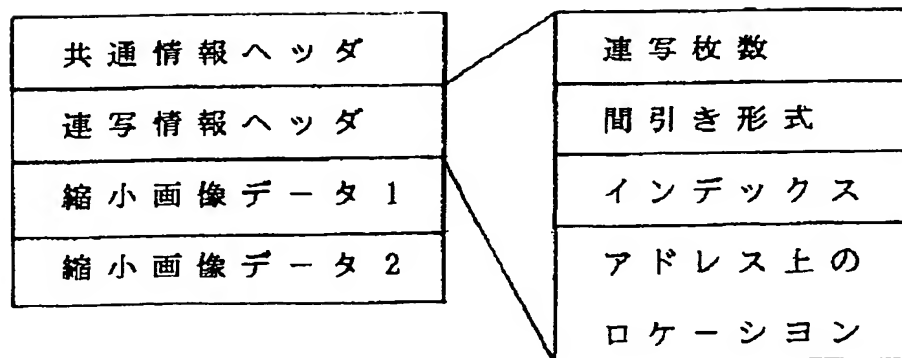 共通情報ヘッダ
連写情報ヘッダ
縮小画像データ1
縮小画像データ2
連写枚数
間引き形式
インデックス
アドレス上の
ロケーシヨン